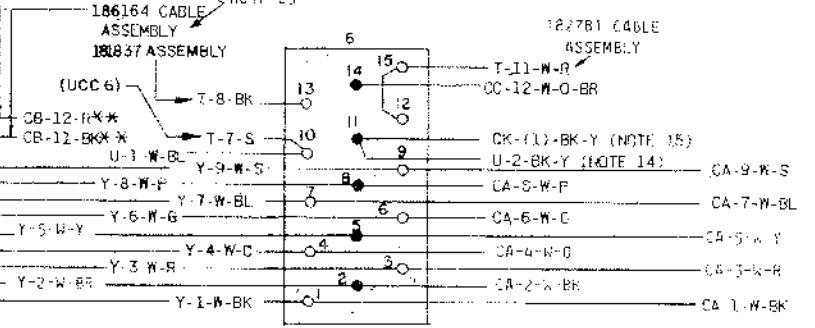 186164 CABLE
ASSEMBLY
181837 ASSEMBLY
(UCC 6)
182781 CABLE
ASSEMBLY
6
15
T-11-W-R
14
CC-12-W-O-BR
T-8-BK
13
12
CB-12-R**
CB-12-BK**
T-7-S
10
11
CK-(1)-BK-Y (NOTE 15)
U-1-W-BL
U-2-BK-Y (NOTE 14)
Y-9-W-S
9
CA-9-W-S
Y-8-W-P
8
CA-8-W-P
Y-7-W-BL
7
CA-7-W-BL
Y-6-W-G
6
CA-6-W-G
Y-5-W-Y
5
CA-5-W-Y
Y-4-W-O
4
CA-4-W-O
Y-3-W-R
3
CA-3-W-R
Y-2-W-BR
2
CA-2-W-BR
Y-1-W-BK
1
CA-1-W-BK